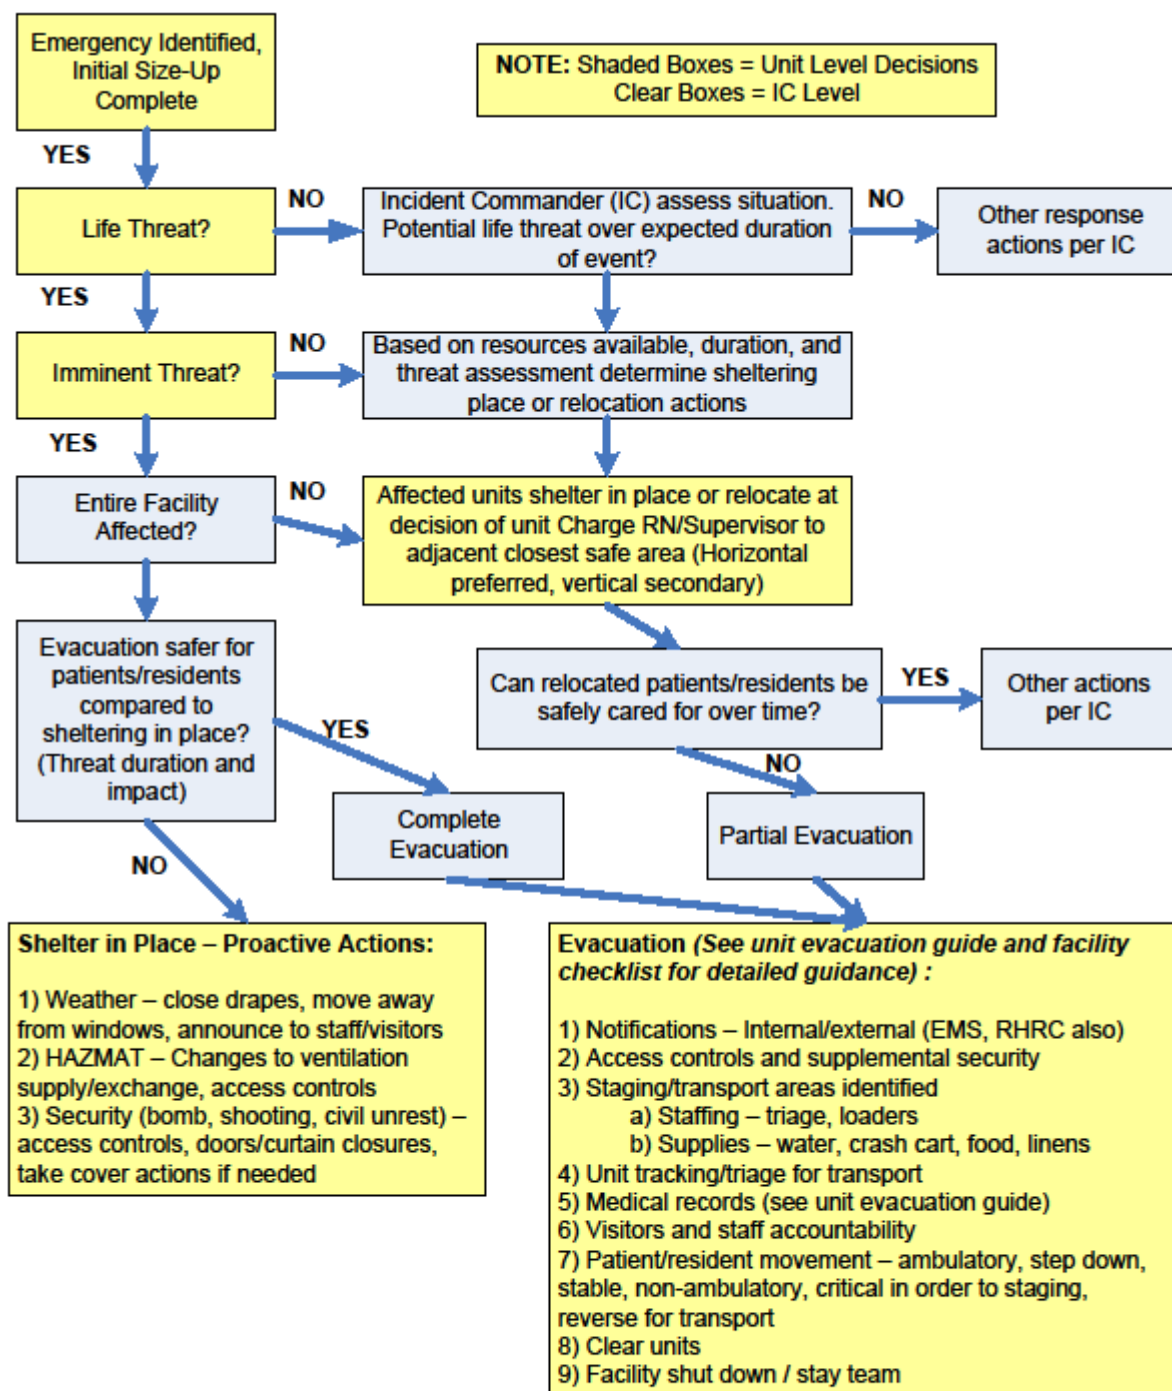 Emergency Identified,
Initial Size-Up
Complete
NOTE: Shaded Boxes = Unit Level Decisions
Clear Boxes = IC Level
YES
Life Threat?
NO
Incident Commander (IC) assess situation.
Potential life threat over expected duration
of event?
NO
Other response
actions per IC
YES
Imminent Threat?
NO
Based on resources available, duration, and
threat assessment determine sheltering
place or relocation actions
YES
Entire Facility
Affected?
NO
Affected units shelter in place or relocate at
decision of unit Charge RN/Supervisor to
adjacent closest safe area (Horizontal
preferred, vertical secondary)
Evacuation safer for
patients/residents
compared to
sheltering in place?
(Threat duration and
impact)
YES
Can relocated patients/residents be
safely cared for over time?
YES
Other actions
per IC
NO
Complete
Evacuation
Partial Evacuation
NO
Shelter in Place – Proactive Actions:
1) Weather – close drapes, move away
from windows, announce to staff/visitors
2) HAZMAT – Changes to ventilation
supply/exchange, access controls
3) Security (bomb, shooting, civil unrest) –
access controls, doors/curtain closures,
take cover actions if needed
Evacuation (See unit evacuation guide and facility
checklist for detailed guidance) :
1) Notifications – Internal/external (EMS, RHRC also)
2) Access controls and supplemental security
3) Staging/transport areas identified
a) Staffing – triage, loaders
b) Supplies – water, crash cart, food, linens
4) Unit tracking/triage for transport
5) Medical records (see unit evacuation guide)
6) Visitors and staff accountability
7) Patient/resident movement – ambulatory, step down,
stable, non-ambulatory, critical in order to staging,
reverse for transport
8) Clear units
9) Facility shut down / stay team